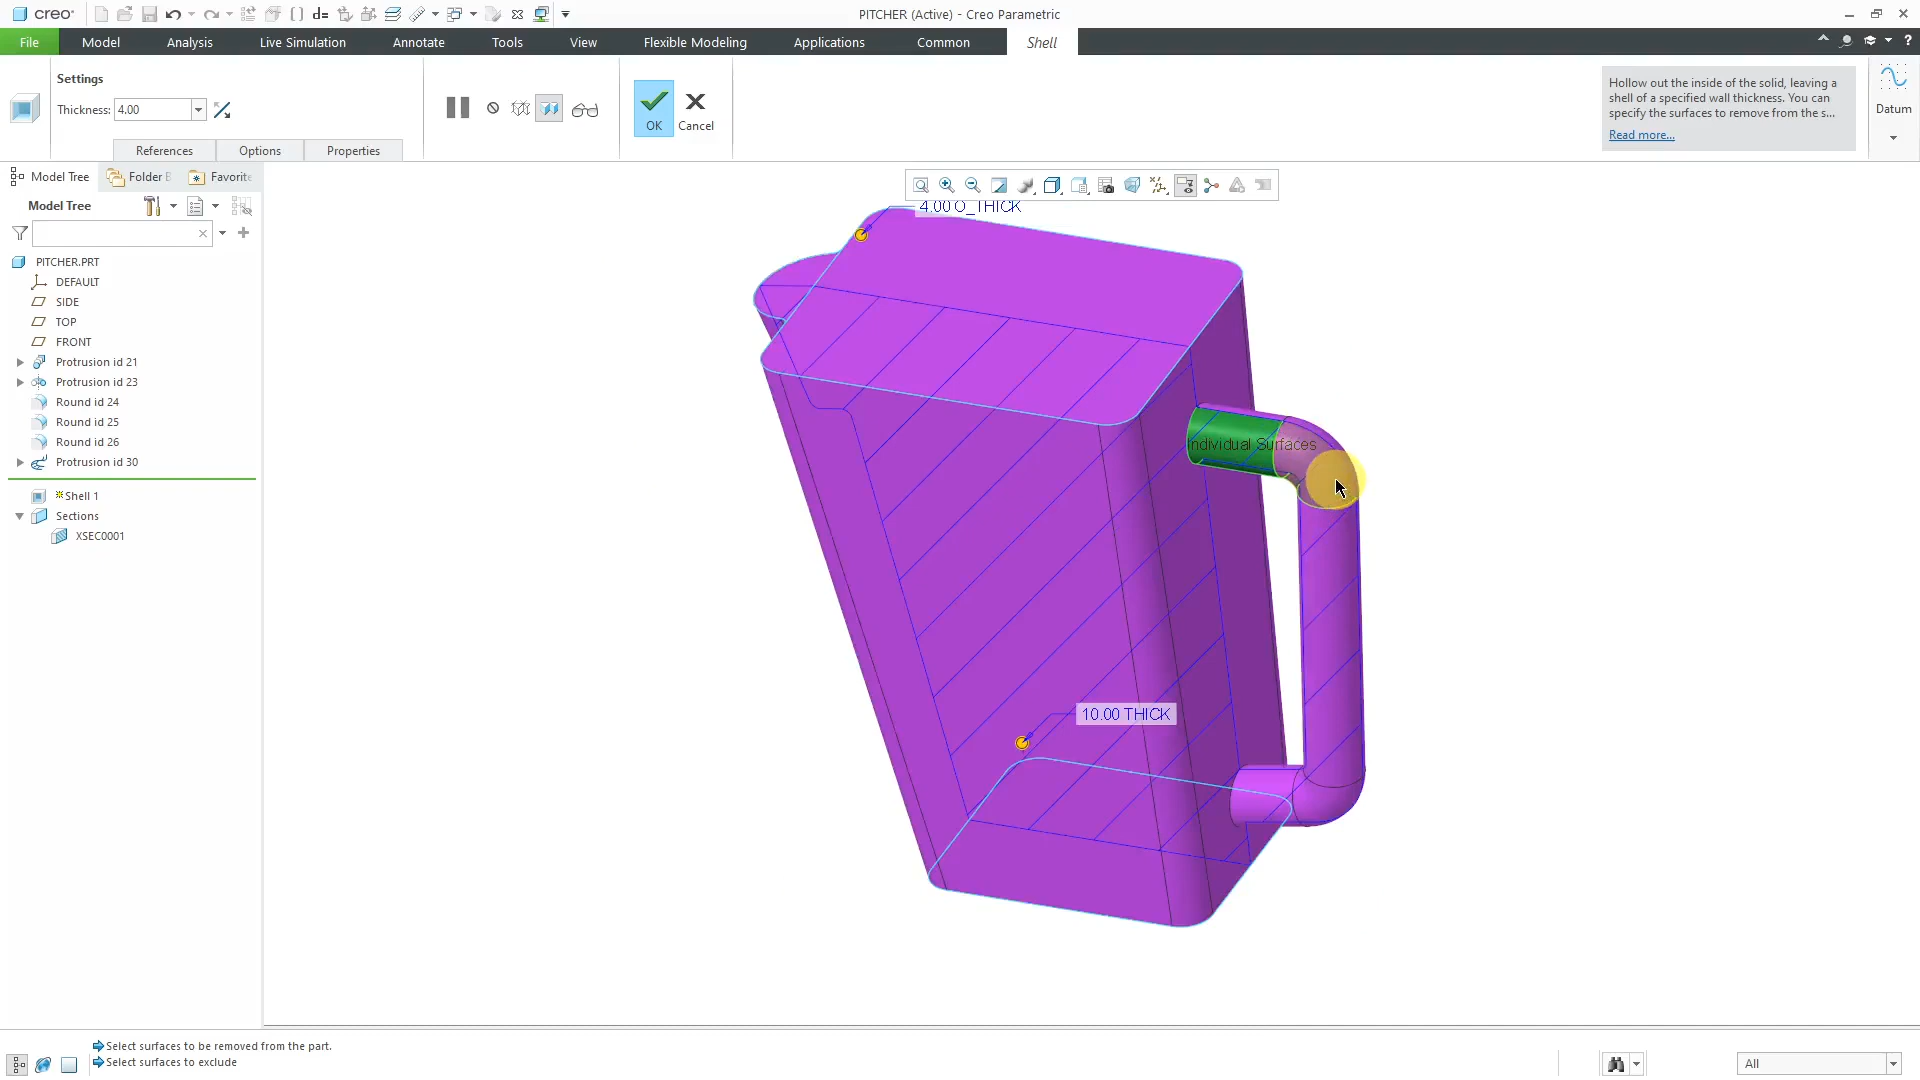 creo
PITCHER (Active) - Creo Parametric
File
Model
Analysis
Live Simulation
Annotate
Tools
View
Flexible Modeling
Applications
Common
Shell
Settings
Thickness: 4.00
OK
Cancel
References
Options
Properties
Hollow out the inside of the solid, leaving a
shell of a specified wall thickness. You can
specify the surfaces to remove from the s...
Read more...
Datum
Model Tree
Folder B
Favorite
Model Tree
PITCHER.PRT
DEFAULT
SIDE
TOP
FRONT
Protrusion id 21
Protrusion id 23
Round id 24
Round id 25
Round id 26
Protrusion id 30
Shell 1
Sections
XSEC0001
4.00 O_THICK
Individual Surfaces
10.00 THICK
Select surfaces to be removed from the part.
Select surfaces to exclude
All